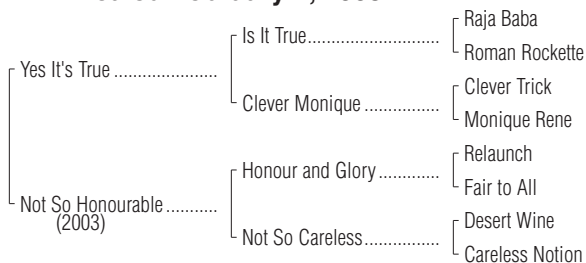 Is It True
Raja Baba
Roman Rockette
Yes It's True
Clever Monique
Clever Trick
Monique Rene
Honour and Glory
Relaunch
Fair to All
Not So Honourable
(2003)
Not So Careless
Desert Wine
Careless Notion